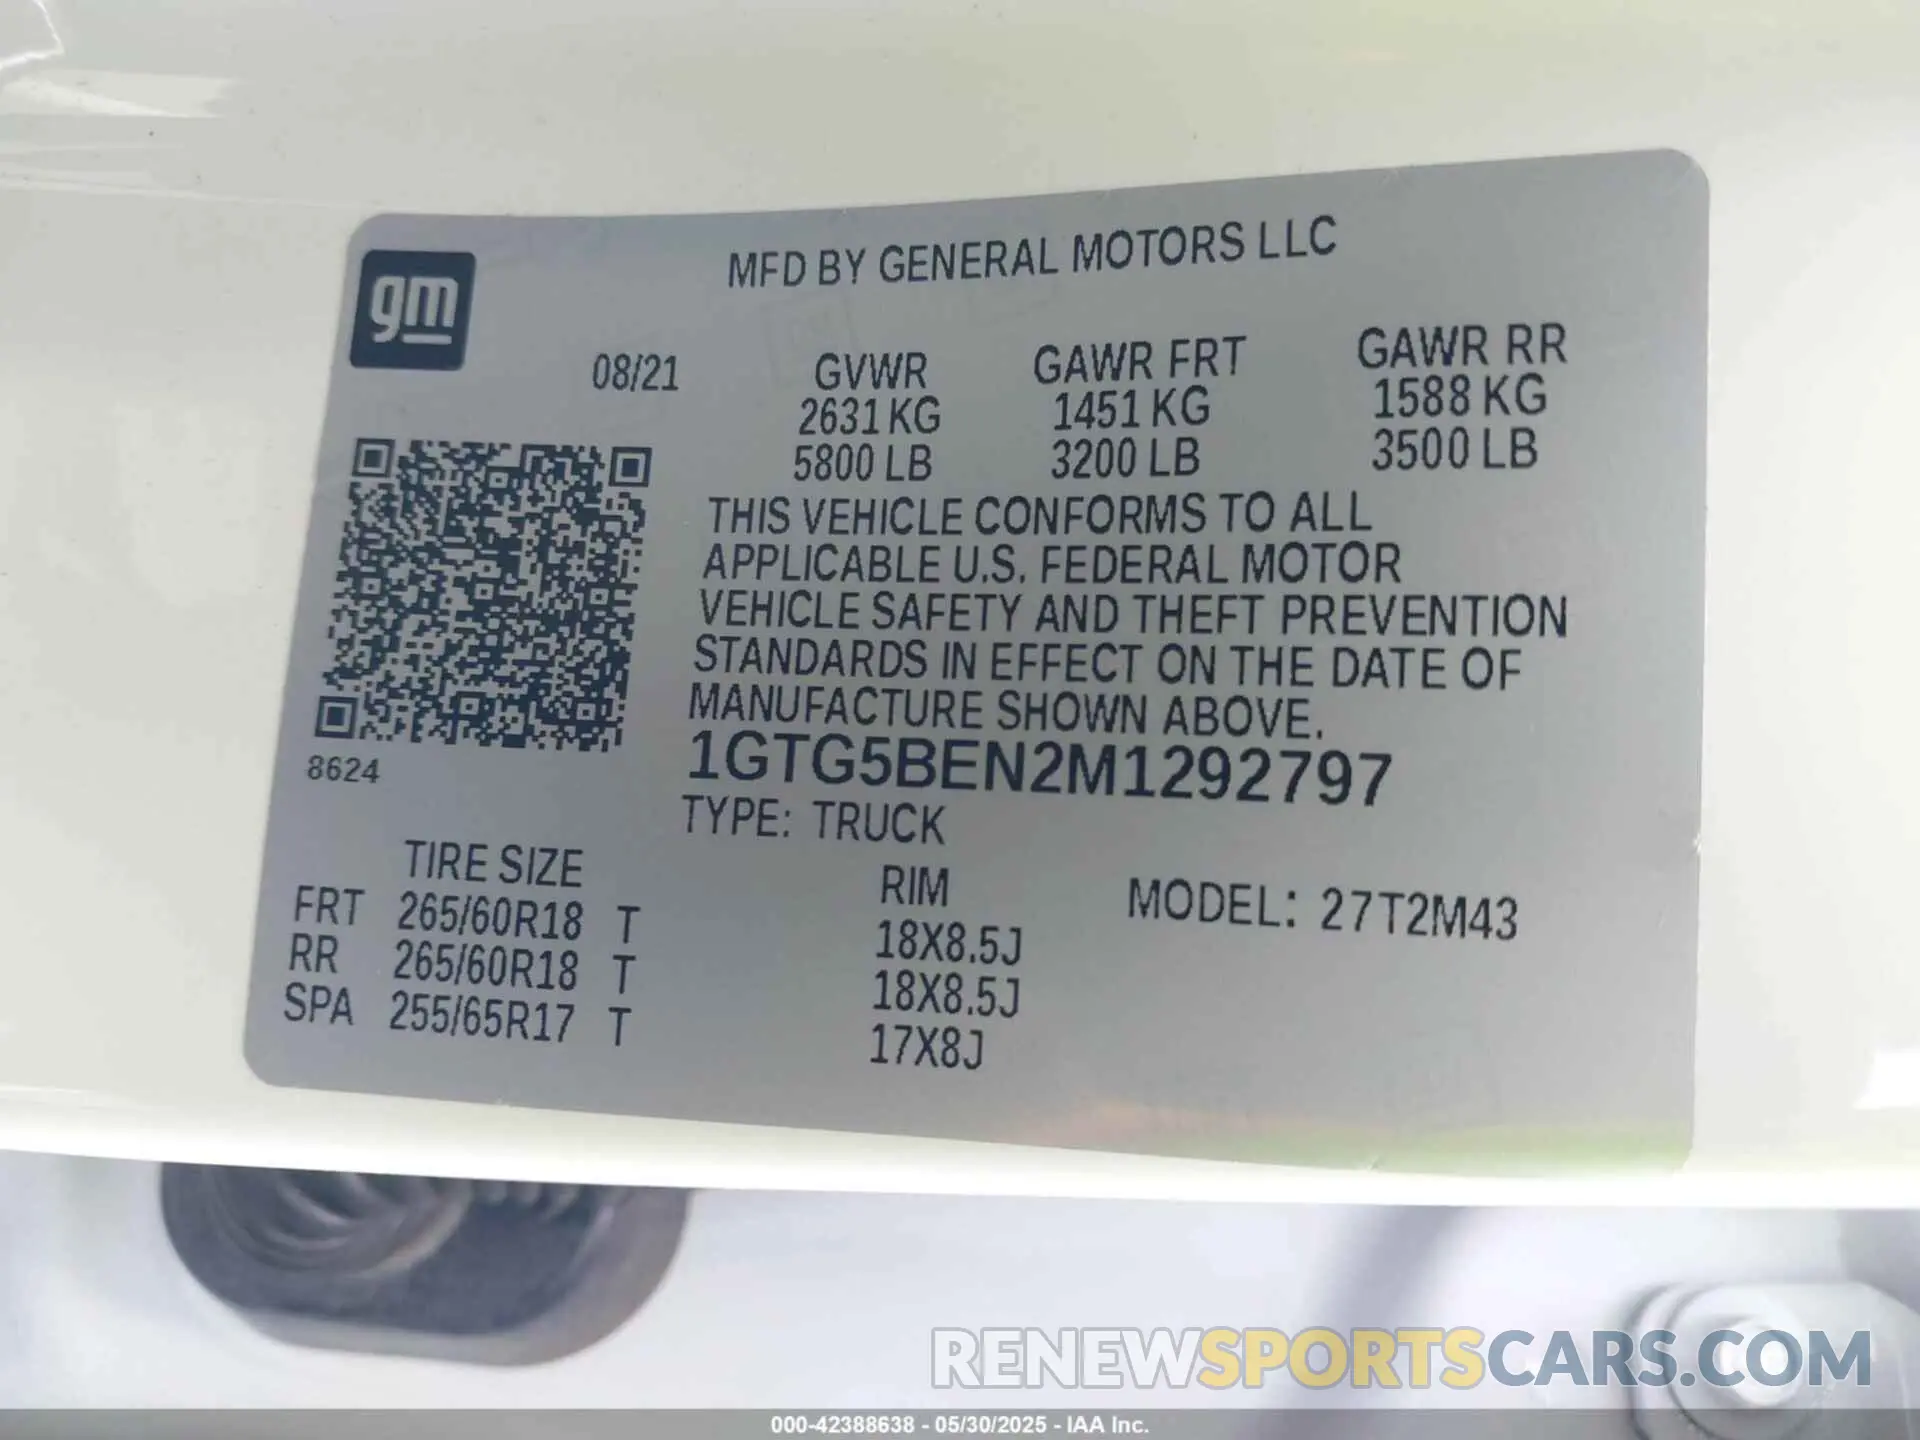 gm
MFD BY GENERAL MOTORS LLC
08/21 GVWR GAWR FRT GAWR RR
2631 KG 1451 KG 1588 KG
5800 LB 3200 LB 3500 LB
THIS VEHICLE CONFORMS TO ALL
APPLICABLE U.S. FEDERAL MOTOR
VEHICLE SAFETY AND THEFT PREVENTION
STANDARDS IN EFFECT ON THE DATE OF
MANUFACTURE SHOWN ABOVE.
1GTG5BEN2M1292797
8624
TYPE: TRUCK
TIRE SIZE RIM MODEL: 27T2M43
FRT 265/60R18 T 18X8.5J
RR 265/60R18 T 18X8.5J
SPA 255/65R17 T 17X8J
RENEWSPORTSCARS.COM
000-42388638 - 05/30/2025 - IAA Inc.